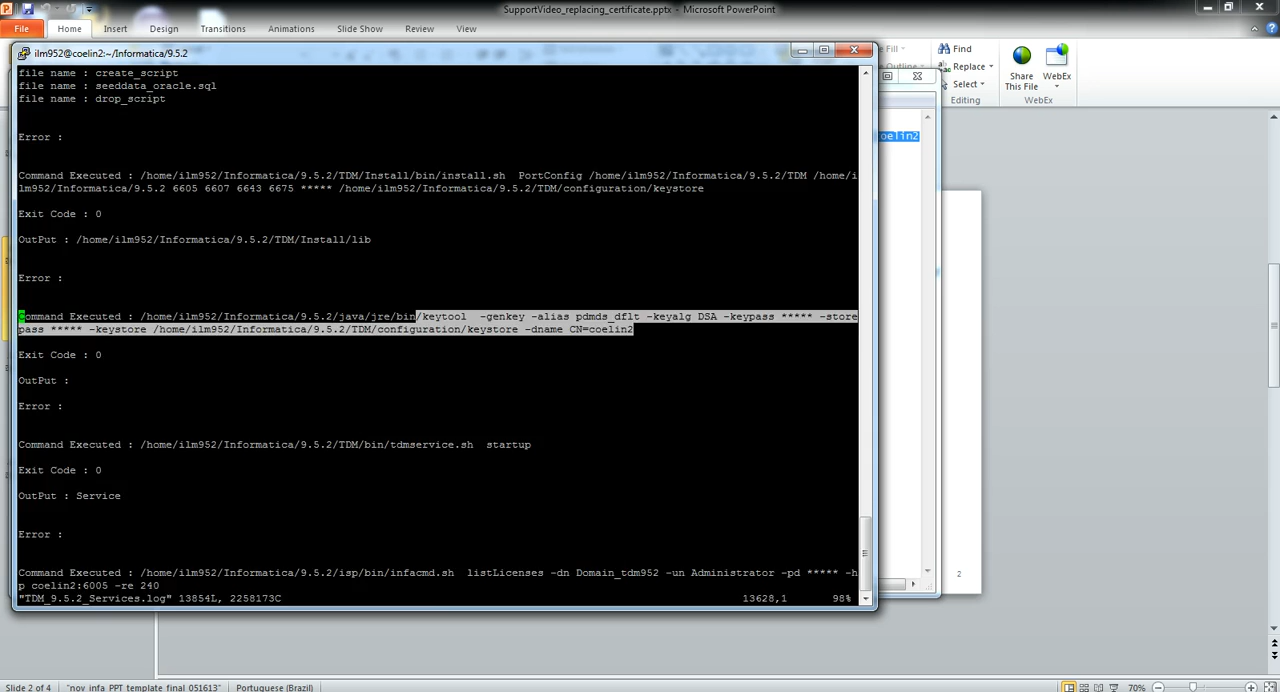 SupportVideo_replacing_certificate.pptx - Microsoft PowerPoint
File Home Insert Design Transitions Animations Slide Show Review View
ilm952@coelin2:~/Informatica/9.5.2
Fill
Find
Replace
Select
Editing
Share This File
WebEx
WebEx
file name : create_script
file name : seeddata_oracle.sql
file name : drop_script
Error :
coelin2
Command Executed : /home/ilm952/Informatica/9.5.2/TDM/Install/bin/install.sh  PortConfig /home/ilm952/Informatica/9.5.2/TDM /home/i
lm952/Informatica/9.5.2 6605 6607 6643 6675 ***** /home/ilm952/Informatica/9.5.2/TDM/configuration/keystore
Exit Code : 0
OutPut : /home/ilm952/Informatica/9.5.2/TDM/Install/lib
Error :
Command Executed : /home/ilm952/Informatica/9.5.2/java/jre/bin/keytool  -genkey -alias pdmds_dflt -keyalg DSA -keypass ***** -store
pass ***** -keystore /home/ilm952/Informatica/9.5.2/TDM/configuration/keystore -dname CN=coelin2
Exit Code : 0
OutPut :
Error :
Command Executed : /home/ilm952/Informatica/9.5.2/TDM/bin/tdmservice.sh  startup
Exit Code : 0
OutPut : Service
Error :
Command Executed : /home/ilm952/Informatica/9.5.2/isp/bin/infacmd.sh  listLicenses -dn Domain_tdm952 -un Administrator -pd ***** -h
p coelin2:6005 -re 240
"TDM_9.5.2_Services.log" 13854L, 2258173C 13628,1 98%
2
Slide 2 of 4 "nov_infa_PPT_template_final_051613" Portuguese (Brazil) 70%